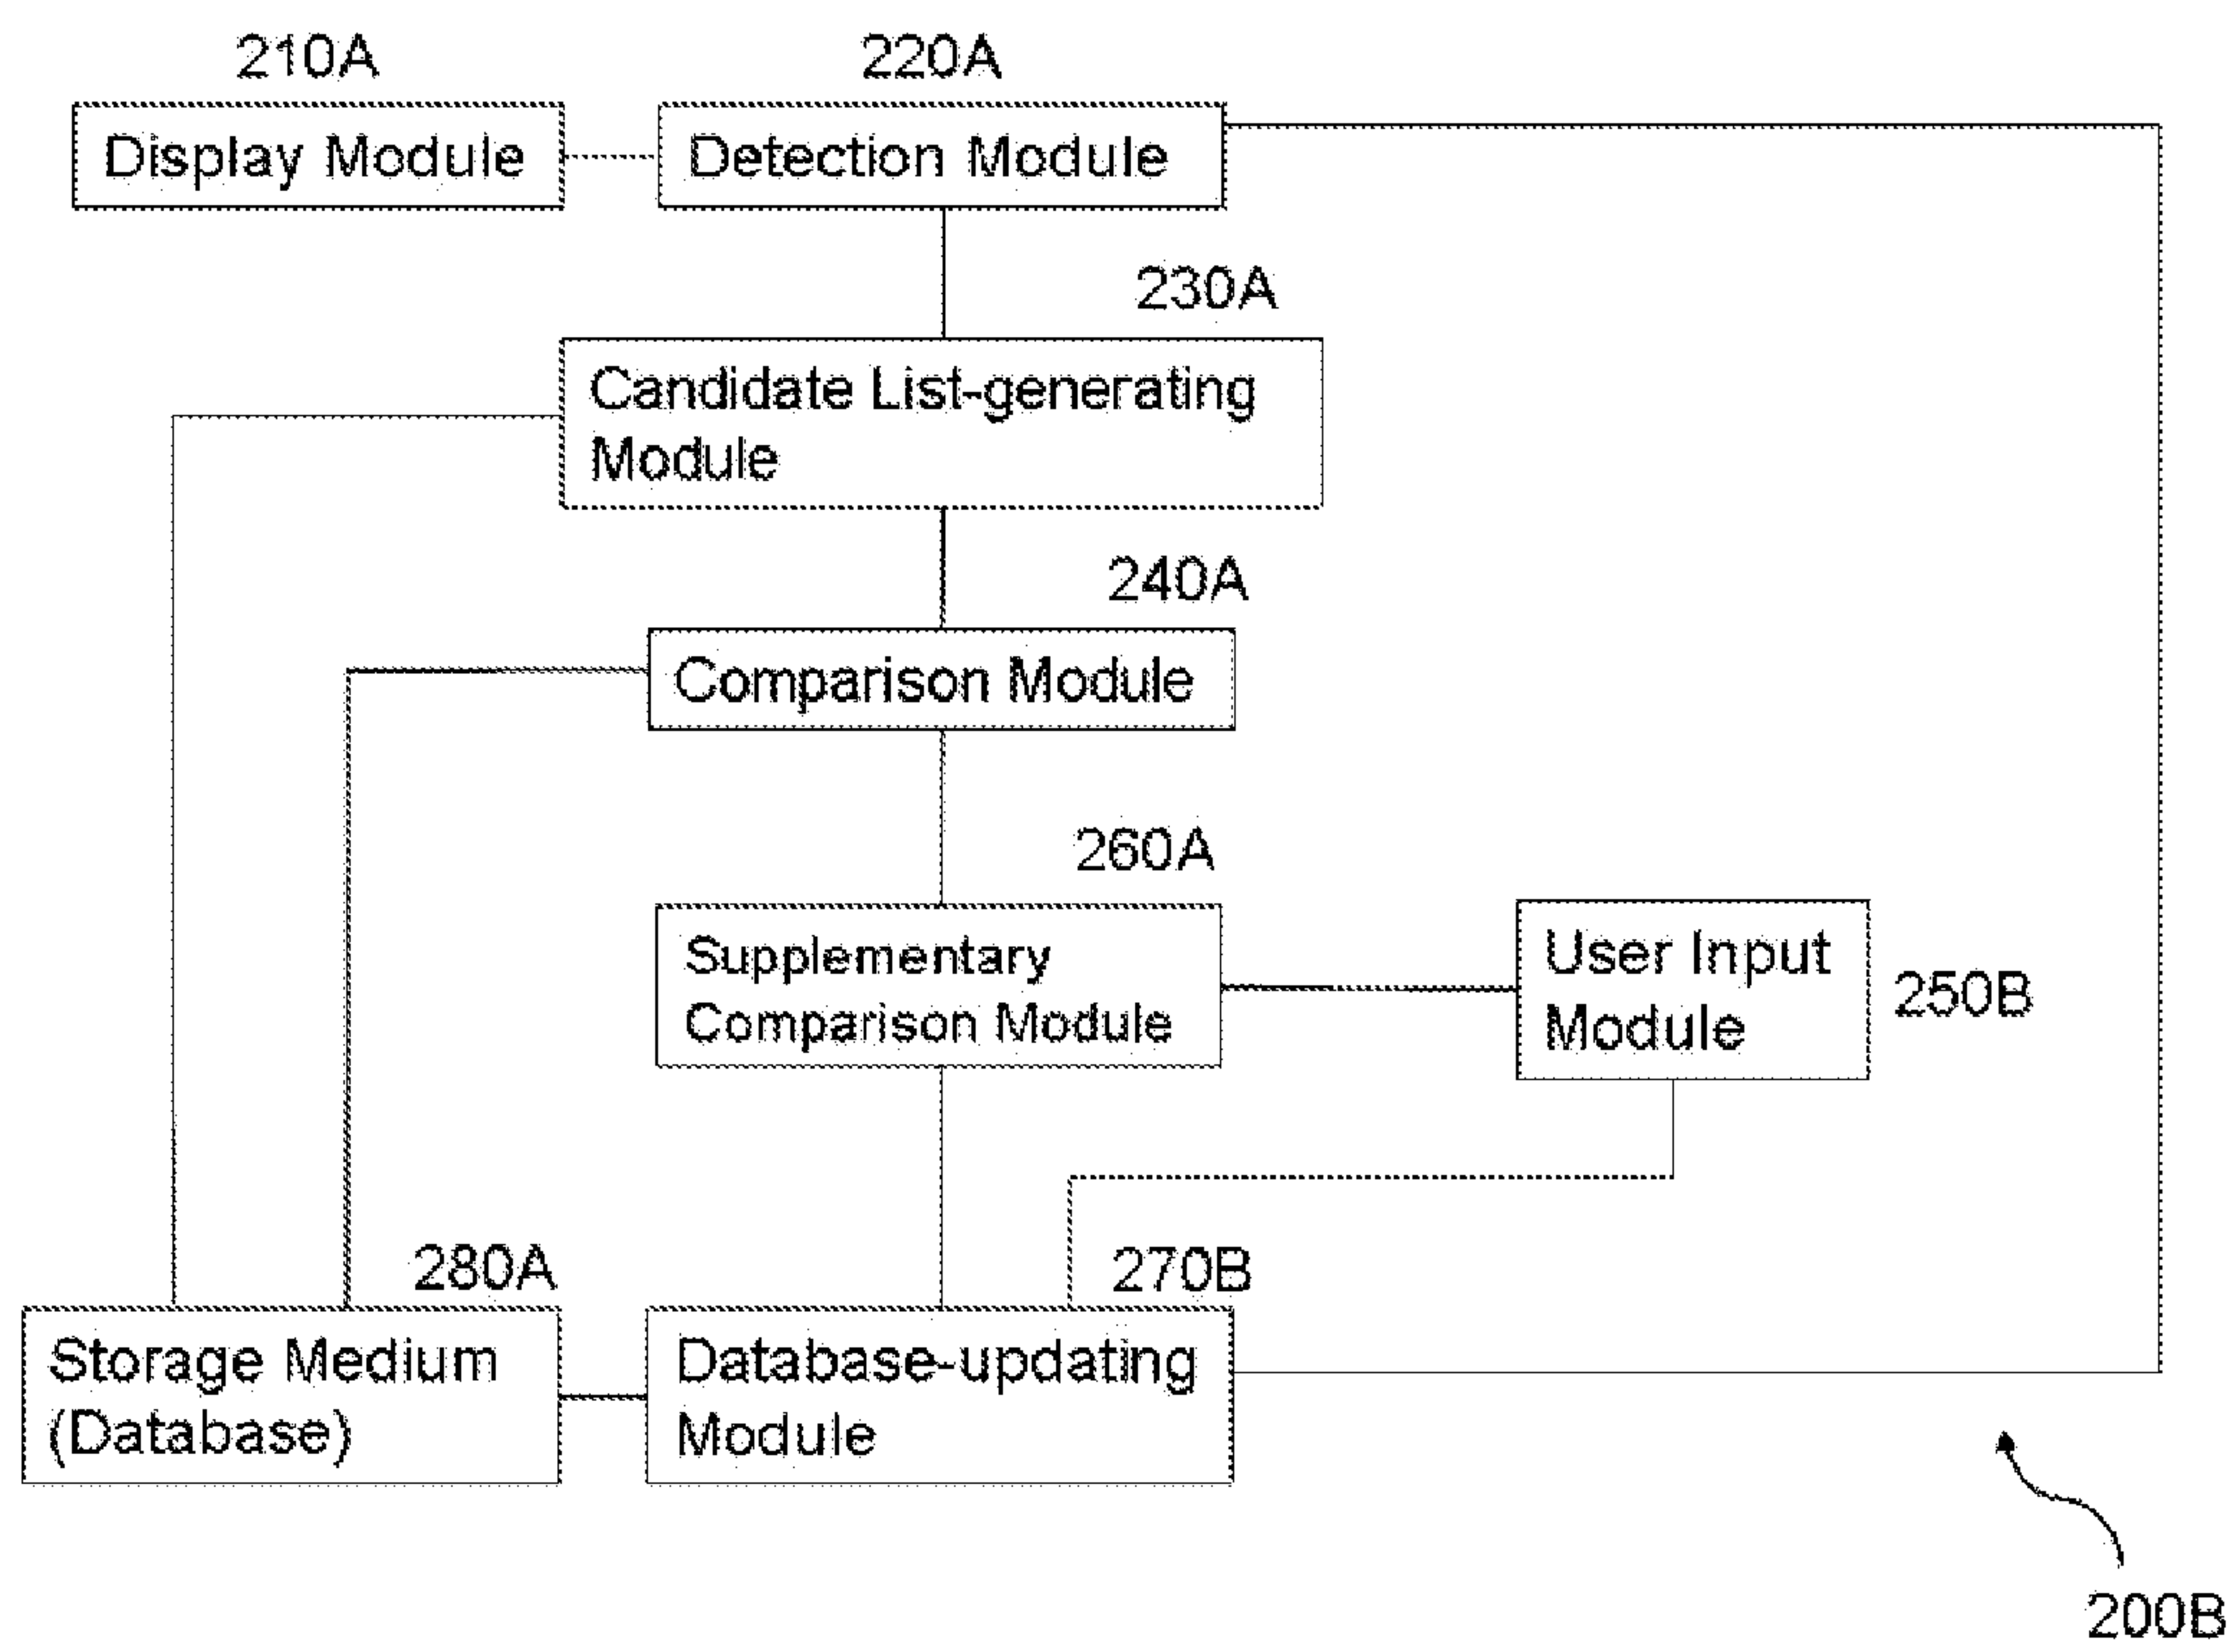 210A
220A
Display Module
Detection Module
230A
Candidate List-generating
Module
240A
Comparison Module
260A
Supplementary
Comparison Module
User Input
Module
250B
280A
270B
Storage Medium
(Database)
Database-updating
Module
200B